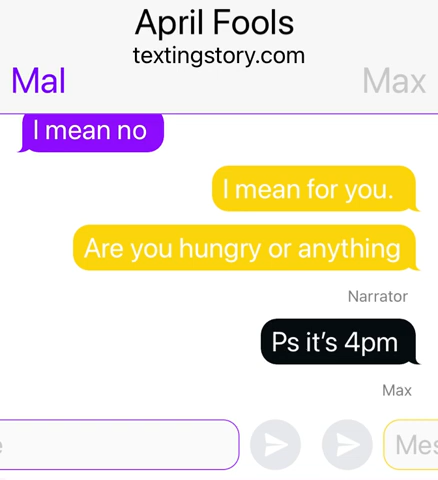 April Fools
textingstory.com
Mal
Max
I mean no
I mean for you.
Are you hungry or anything
Narrator
Ps it's 4pm
Max
e
Mes